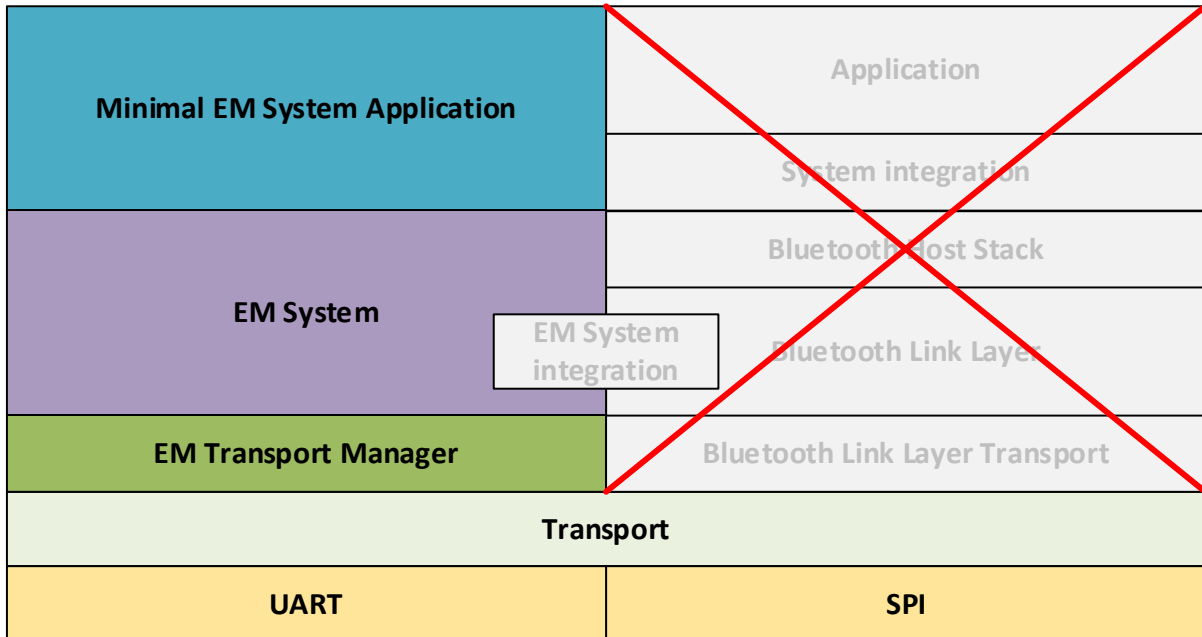 Minimal EM System Application
Application
System integration
EM System
Bluetooth Host Stack
EM System
integration
Bluetooth Link Layer
EM Transport Manager
Bluetooth Link Layer Transport
Transport
UART
SPI